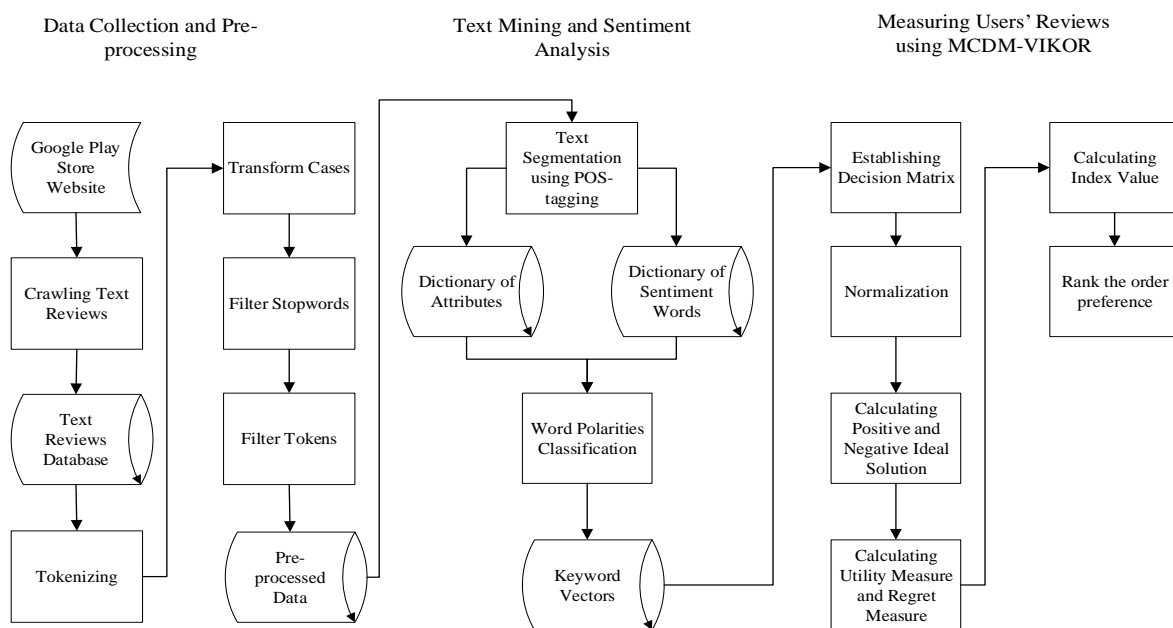 Data Collection and Pre-
processing
Google Play
Store
Website
Crawling Text
Reviews
Text
Reviews
Database
Tokenizing
Transform Cases
Filter Stopwords
Filter Tokens
Pre-
processed
Data
Text Mining and Sentiment
Analysis
Text
Segmentation
using POS-
tagging
Dictionary of
Attributes
Dictionary of
Sentiment
Words
Word Polarities
Classification
Keyword
Vectors
Measuring Users’ Reviews
using MCDM-VIKOR
Establishing
Decision Matrix
Normalization
Calculating
Positive and
Negative Ideal
Solution
Calculating
Utility Measure
and Regret
Measure
Calculating
Index Value
Rank the order
preference